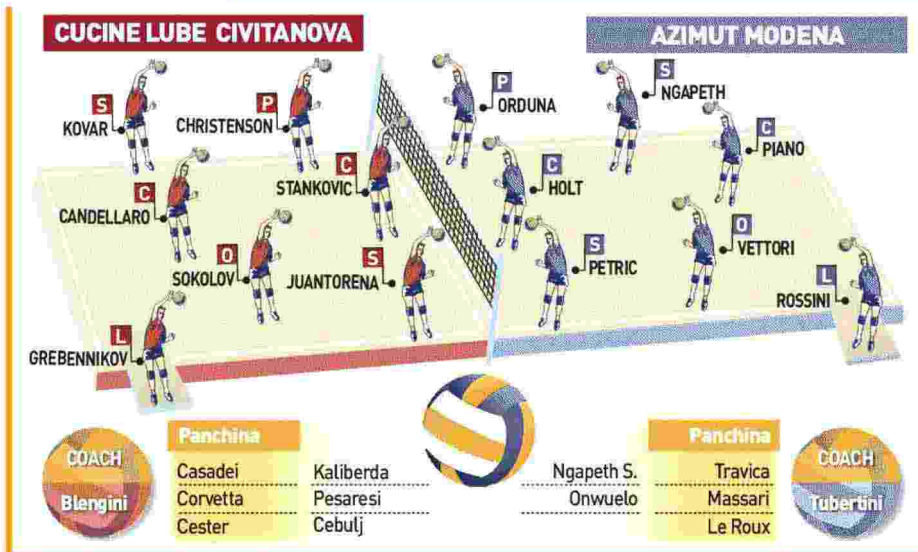 CUCINE LUBE CIVITANOVA
AZIMUT MODENA
S
KOVAR
P
CHRISTENSON
C
CANDELLARO
C
STANKOVIC
O
SOKOLOV
S
JUANTORENA
L
GREBENNIKOV
P
ORDUNA
S
NGAPETH
C
PIANO
C
HOLT
S
PETRIC
O
VETTORI
L
ROSSINI
COACH
Blengini
Panchina
Casadei
Corvetta
Cester
Kaliberda
Pesaresi
Cebulj
Panchina
Ngapeth S.
Onwuelo
Travica
Massari
Le Roux
COACH
Tubertini